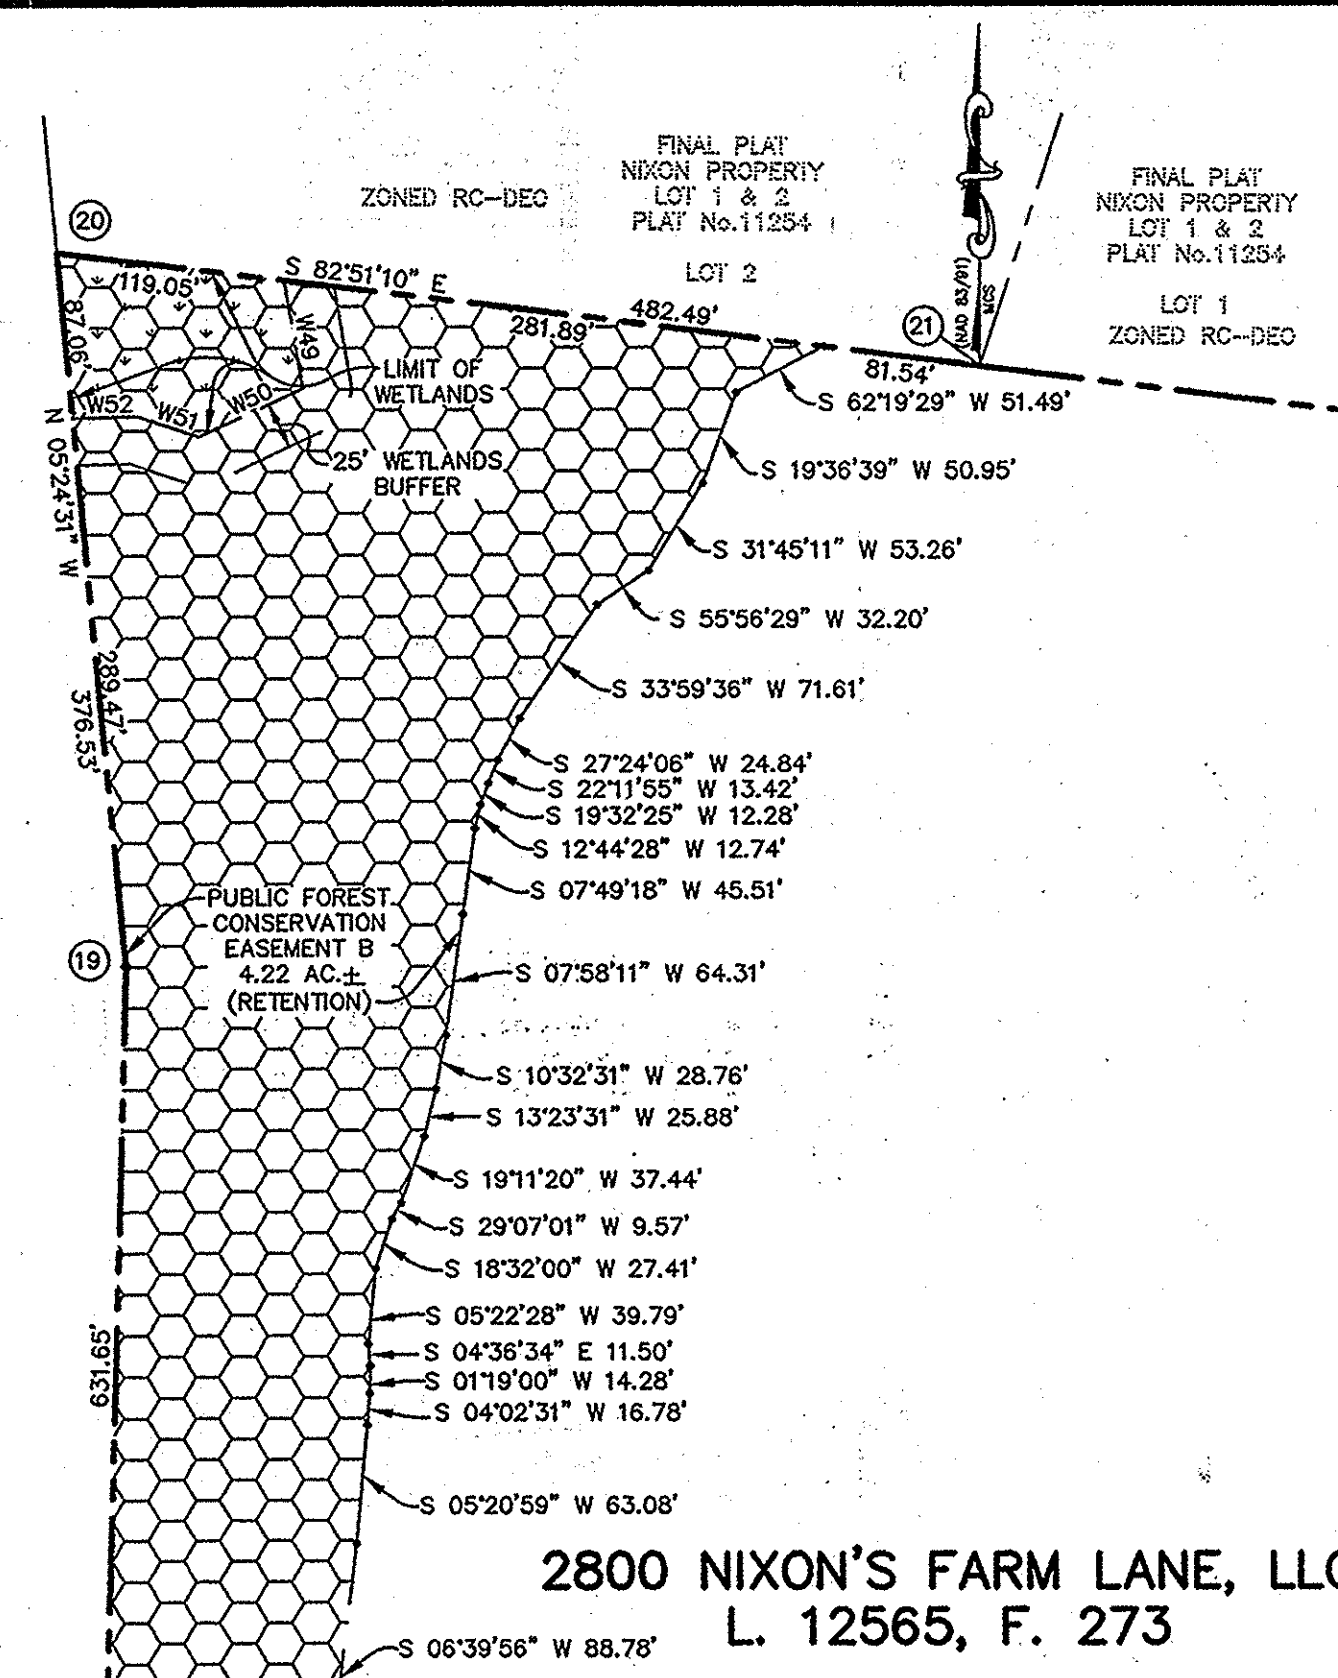 FINAL PLAT
NIXON PROPERTY
LOT 1 & 2
PLAT No.11254
LOT 2
ZONED RC-DEO
FINAL PLAT
NIXON PROPERTY
LOT 1 & 2
PLAT No.11254
LOT 1
ZONED RC-DEO
(NAD 83/91)
MCS
20
21
119.05'
S 82°51'10" E
482.49'
281.89'
81.54'
87.06'
W49
W50
W51
W52
LIMIT OF
WETLANDS
25' WETLANDS
BUFFER
N 05°24'31" W
289.47'
376.53'
S 62°19'29" W 51.49'
S 19°36'39" W 50.95'
S 31°45'11" W 53.26'
S 55°56'29" W 32.20'
S 33°59'36" W 71.61'
S 27°24'06" W 24.84'
S 22°11'55" W 13.42'
S 19°32'25" W 12.28'
S 12°44'28" W 12.74'
S 07°49'18" W 45.51'
PUBLIC FOREST
CONSERVATION
EASEMENT B
4.22 AC.±
(RETENTION)
19
S 07°58'11" W 64.31'
S 10°32'31" W 28.76'
S 13°23'31" W 25.88'
S 19°11'20" W 37.44'
S 29°07'01" W 9.57'
S 18°32'00" W 27.41'
S 05°22'28" W 39.79'
S 04°36'34" E 11.50'
S 01°19'00" W 14.28'
S 04°02'31" W 16.78'
631.65'
S 05°20'59" W 63.08'
S 06°39'56" W 88.78'
2800 NIXON'S FARM LANE, LLC
L. 12565, F. 273